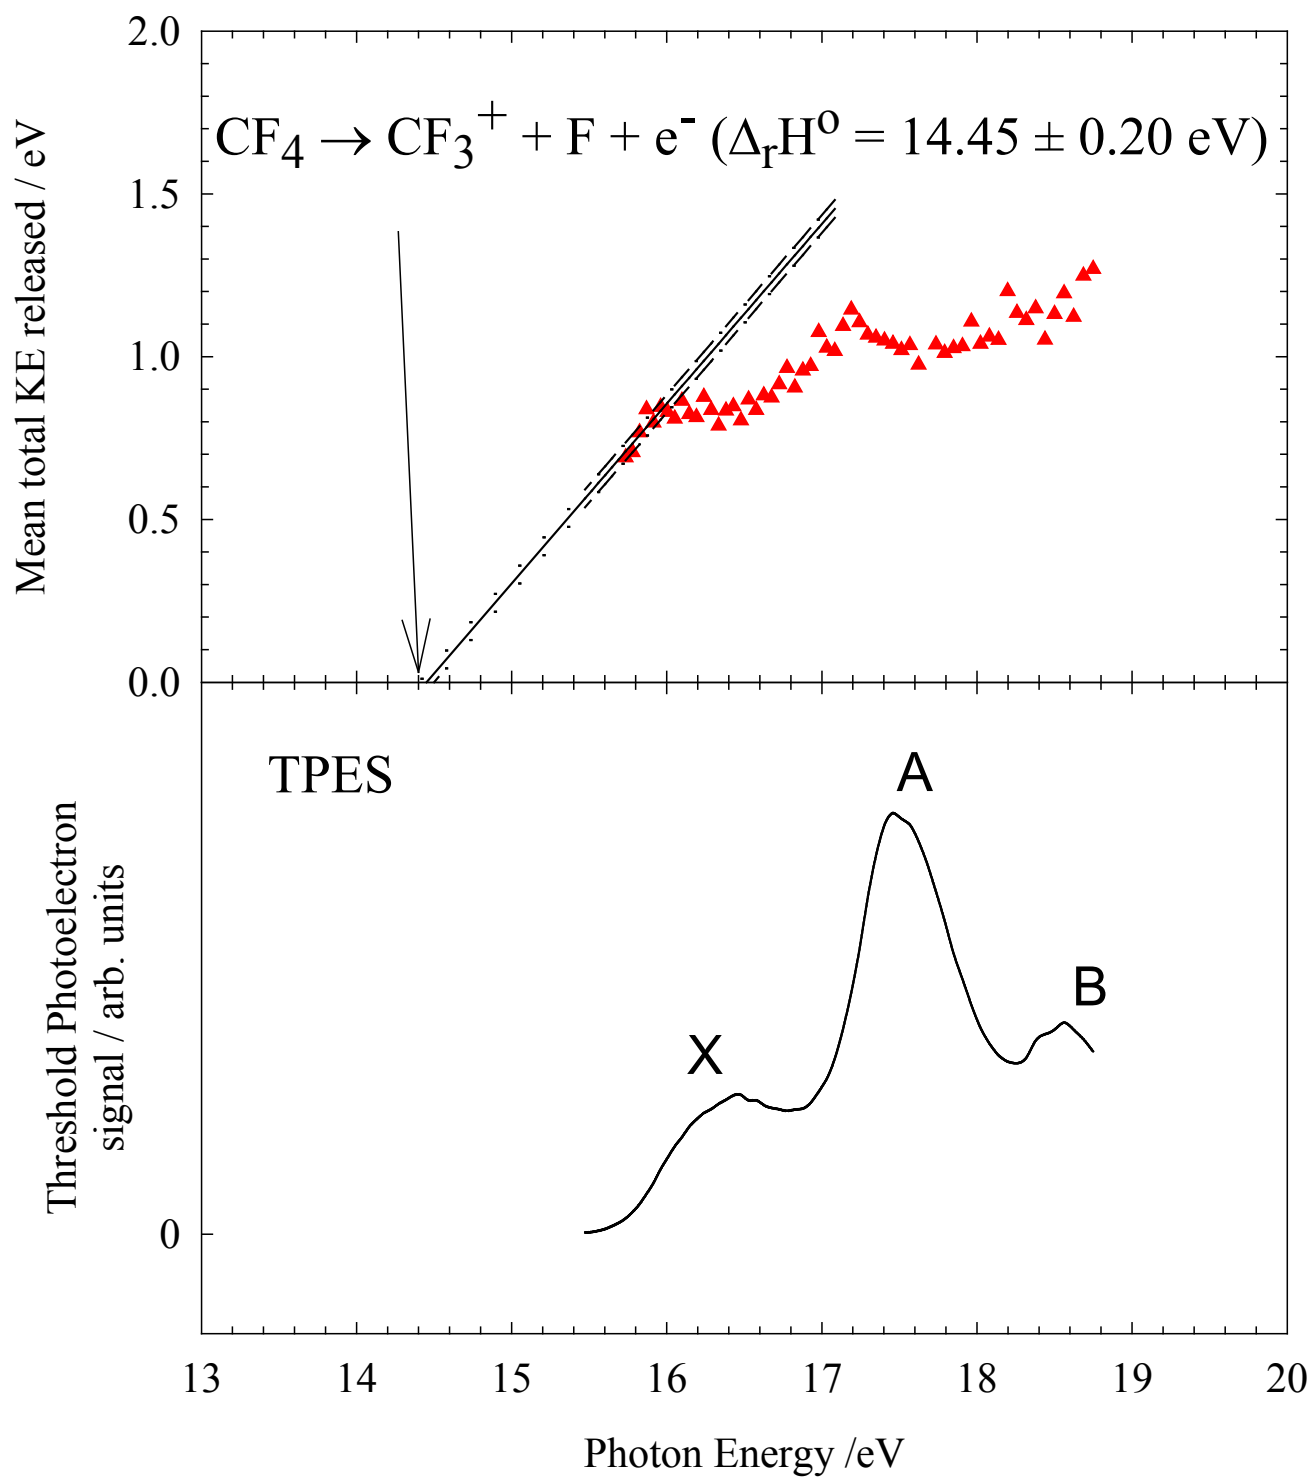 2.0
CF₄ → CF₃⁺ + F + e⁻ (ΔᵣHᵒ = 14.45 ± 0.20 eV)
1.5
1.0
0.5
0.0
Mean total KE released / eV
TPES
A
B
X
Threshold Photoelectron
signal / arb. units
0
13 14 15 16 17 18 19 20
Photon Energy /eV